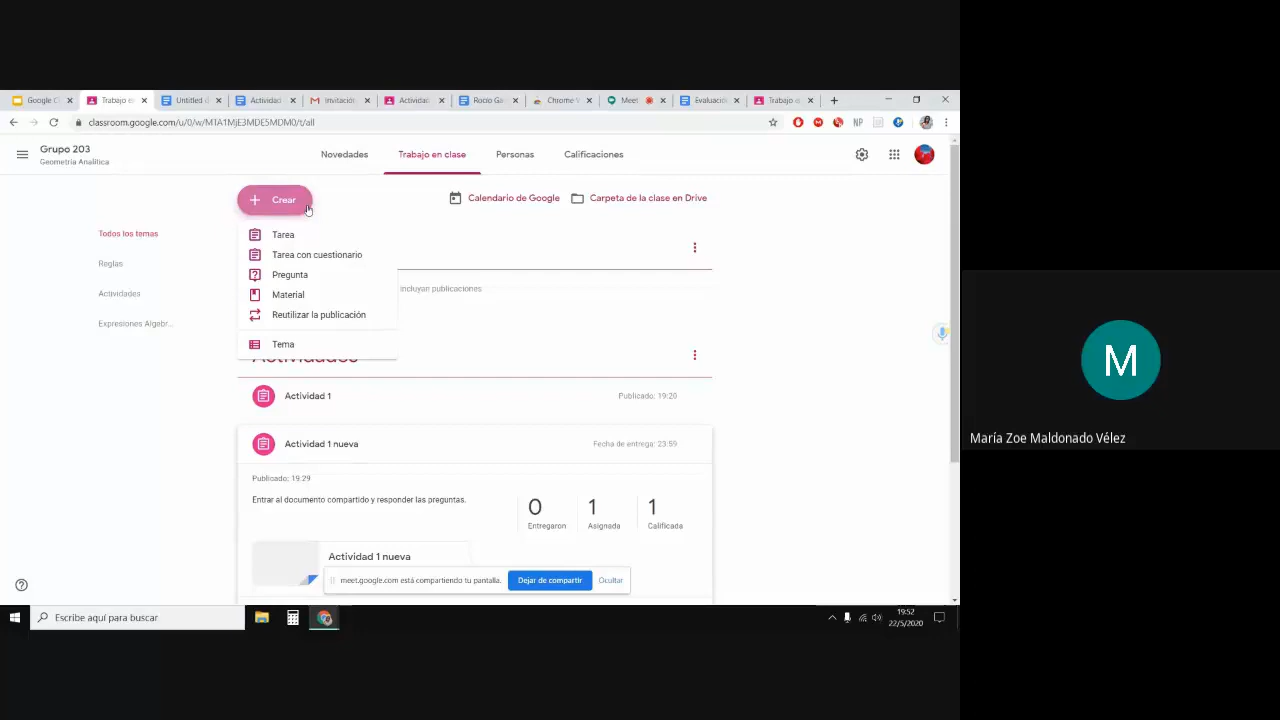 Google Cl
Trabajo e
Untitled d
Actividad
Invitación
Actividad
Rocío Ga
Chrome
Meet
Evaluació
Trabajo e
classroom.google.com/u/0/w/MTA1MjE3MDE5MDM0/t/all
NP
Grupo 203
Geometría Analítica
Novedades
Trabajo en clase
Personas
Calificaciones
Crear
Calendario de Google
Carpeta de la clase en Drive
Todos los temas
Reglas
Actividades
Expresiones Algebr...
Tarea
Tarea con cuestionario
Pregunta
Material
Reutilizar la publicación
Tema
incluyan publicaciones
Actividades
Actividad 1
Publicado: 19:20
Actividad 1 nueva
Fecha de entrega: 23:59
Publicado: 19:29
Entrar al documento compartido y responder las preguntas.
0
Entregaron
1
Asignada
1
Calificada
Actividad 1 nueva
meet.google.com está compartiendo tu pantalla.
Dejar de compartir
Ocultar
Escribe aquí para buscar
19:52
22/5/2020
M
María Zoe Maldonado Vélez